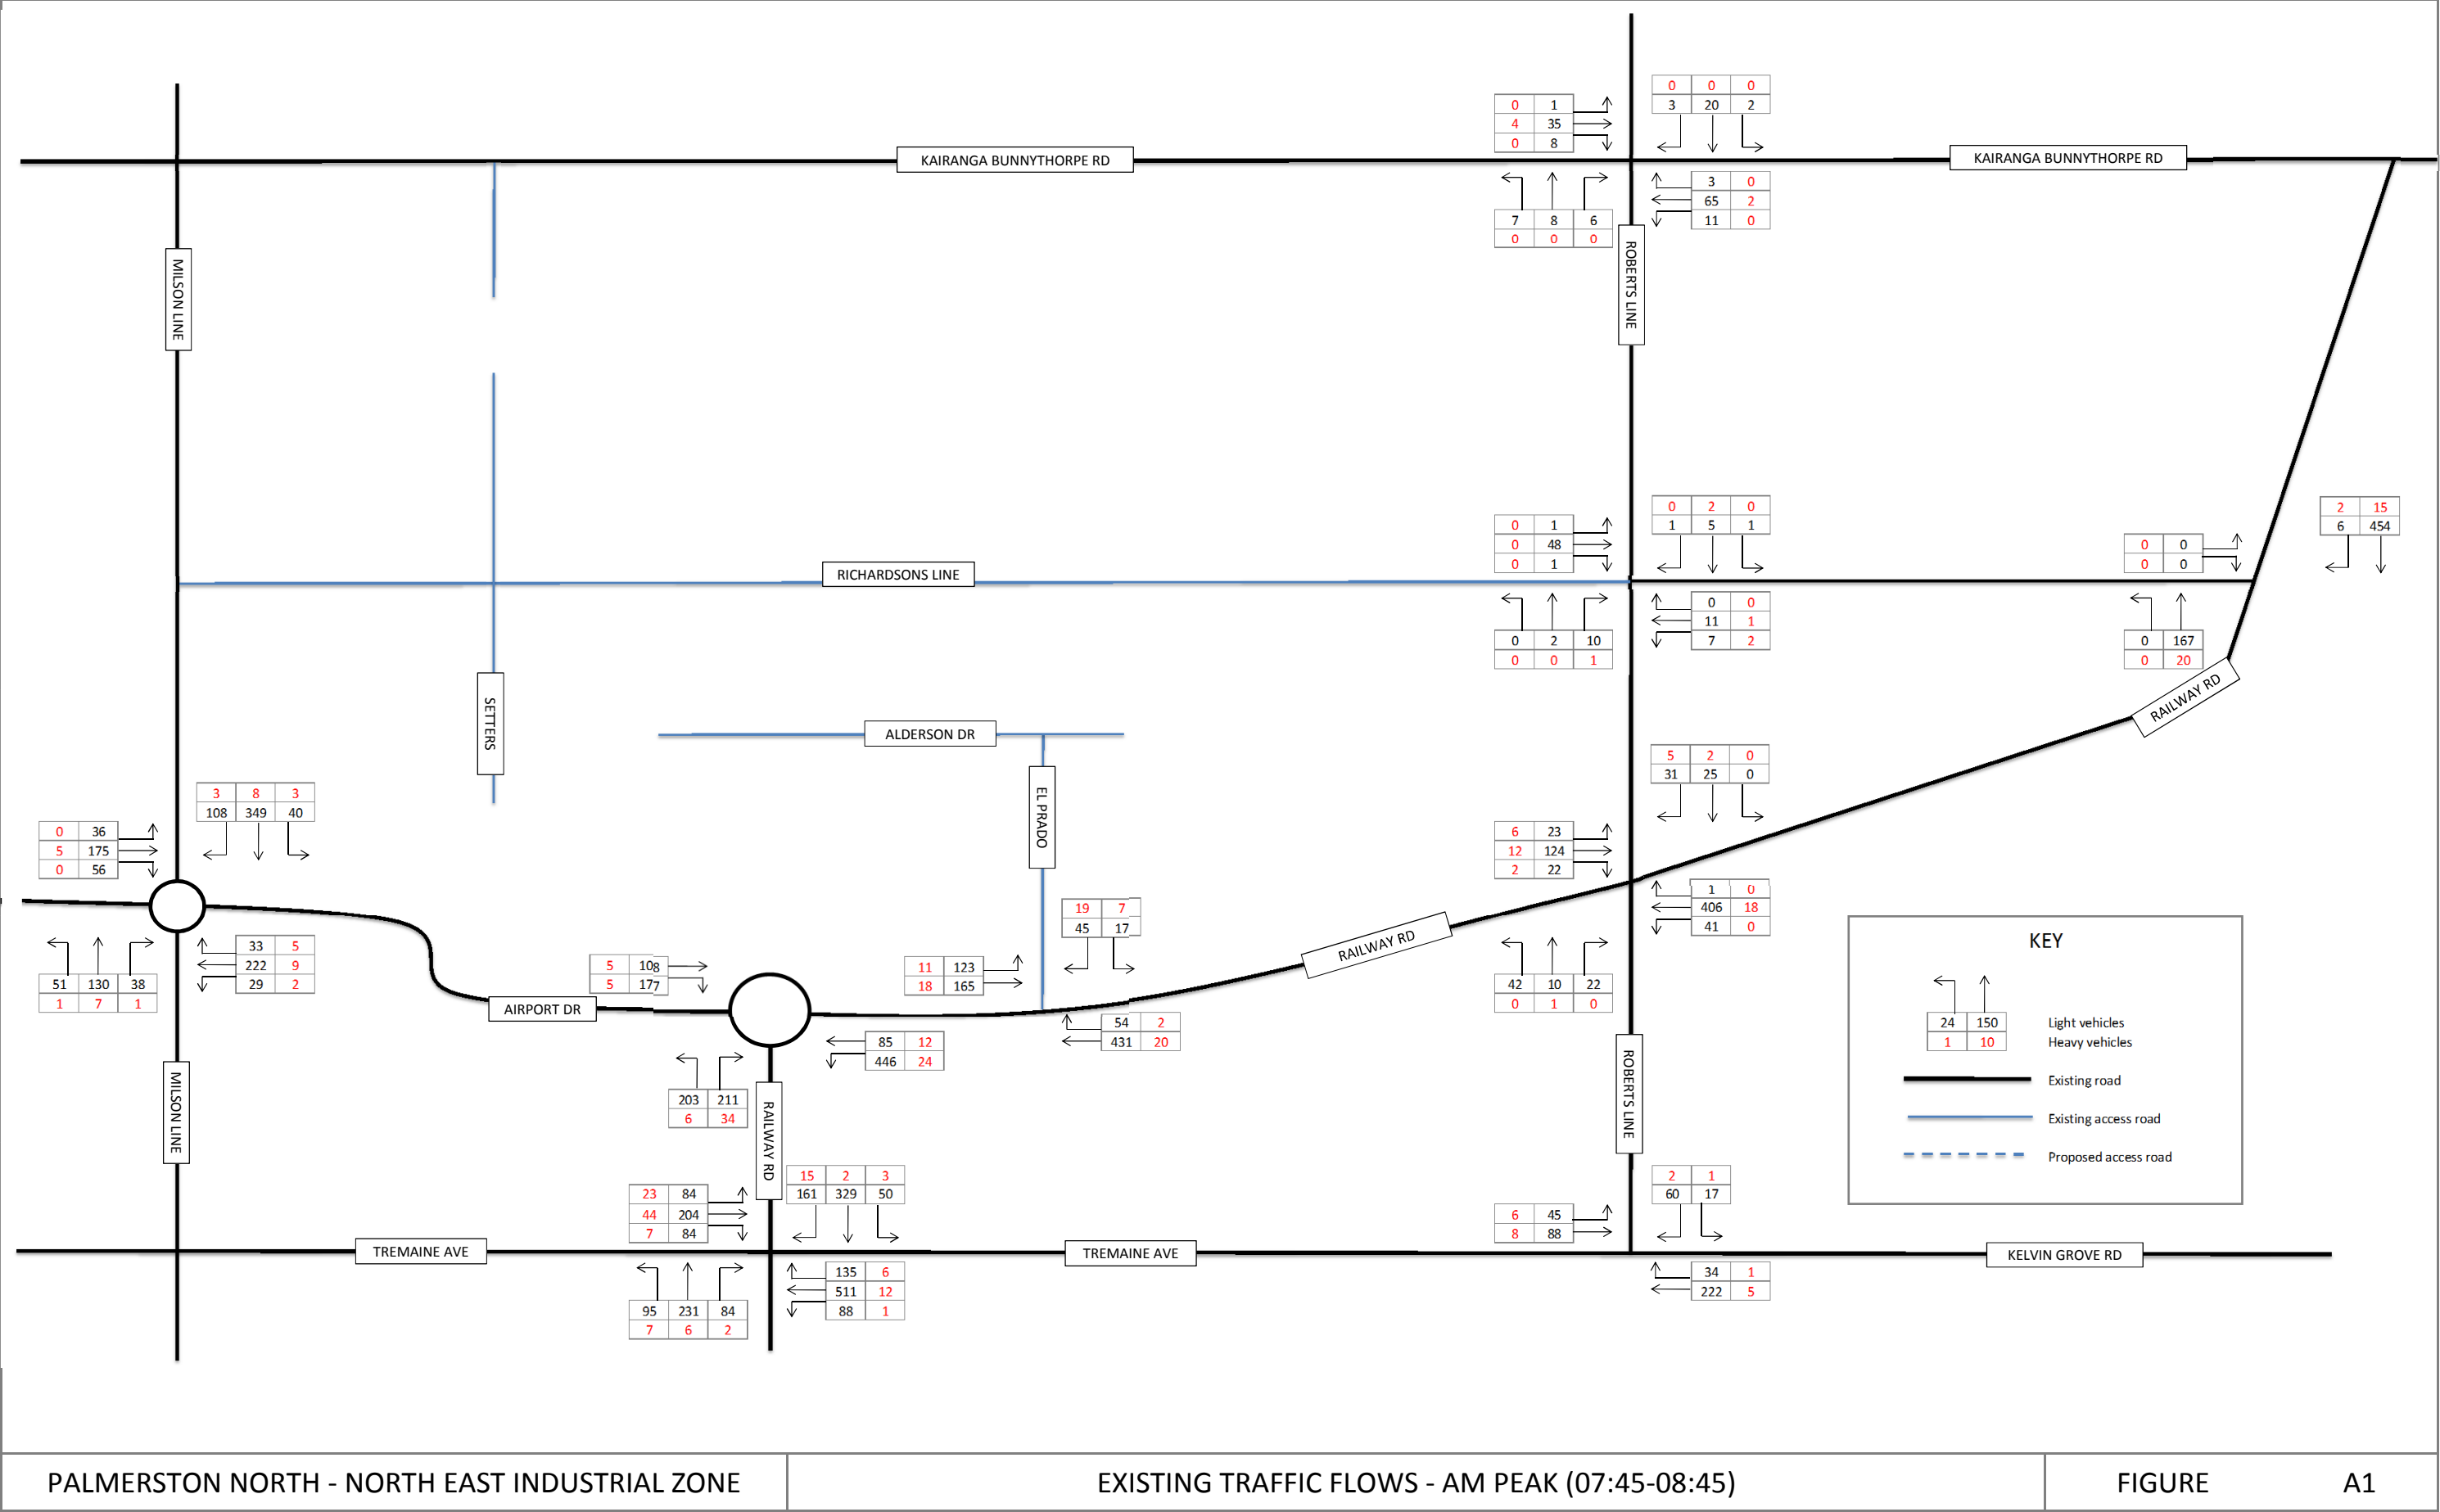 0 0 0
3 20 2
0 1
4 35
0 8
KAIRANGA BUNNYTHORPE RD
KAIRANGA BUNNYTHORPE RD
3 0
65 2
11 0
7 8 6
0 0 0
MILSON LINE
ROBERTS LINE
0 2 0
1 5 1
0 1
0 48
0 1
2 15
6 454
0 0
0 0
RICHARDSONS LINE
0 0
11 1
7 2
0 2 10
0 0 1
0 167
0 20
RAILWAY RD
SETTERS
ALDERSON DR
EL PRADO
5 2 0
31 25 0
3 8 3
108 349 40
0 36
5 175
0 56
6 23
12 124
2 22
1 0
406 18
41 0
19 7
45 17
RAILWAY RD
33 5
222 9
29 2
51 130 38
1 7 1
5 108
5 177
11 123
18 165
42 10 22
0 1 0
AIRPORT DR
54 2
431 20
85 12
446 24
KEY
24 150
1 10
Light vehicles
Heavy vehicles
Existing road
Existing access road
Proposed access road
MILSON LINE
203 211
6 34
RAILWAY RD
ROBERTS LINE
15 2 3
161 329 50
23 84
44 204
7 84
2 1
60 17
6 45
8 88
TREMAINE AVE
TREMAINE AVE
KELVIN GROVE RD
135 6
511 12
88 1
34 1
222 5
95 231 84
7 6 2
PALMERSTON NORTH - NORTH EAST INDUSTRIAL ZONE
EXISTING TRAFFIC FLOWS - AM PEAK (07:45-08:45)
FIGURE A1